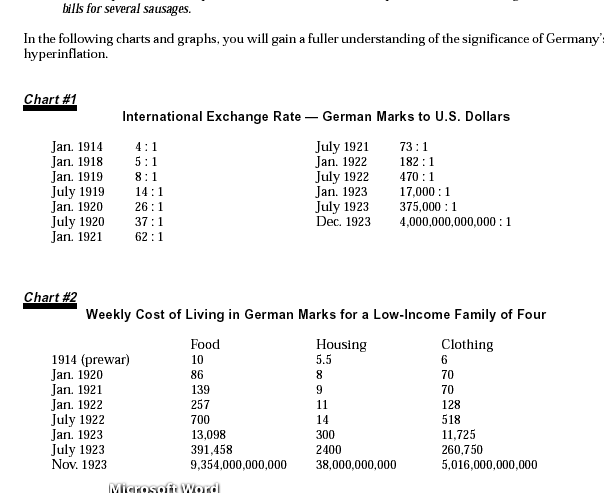 bills for several sausages.
In the following charts and graphs, you will gain a fuller understanding of the significance of Germany's
hyperinflation.
Chart #1
International Exchange Rate — German Marks to U.S. Dollars
Jan. 1914 4 : 1 July 1921 73 : 1
Jan. 1918 5 : 1 Jan. 1922 182 : 1
Jan. 1919 8 : 1 July 1922 470 : 1
July 1919 14 : 1 Jan. 1923 17,000 : 1
Jan. 1920 26 : 1 July 1923 375,000 : 1
July 1920 37 : 1 Dec. 1923 4,000,000,000,000 : 1
Jan. 1921 62 : 1
Chart #2
Weekly Cost of Living in German Marks for a Low-Income Family of Four
Food Housing Clothing
1914 (prewar) 10 5.5 6
Jan. 1920 86 8 70
Jan. 1921 139 9 70
Jan. 1922 257 11 128
July 1922 700 14 518
Jan. 1923 13,098 300 11,725
July 1923 391,458 2400 260,750
Nov. 1923 9,354,000,000,000 38,000,000,000 5,016,000,000,000
Microsoft Word